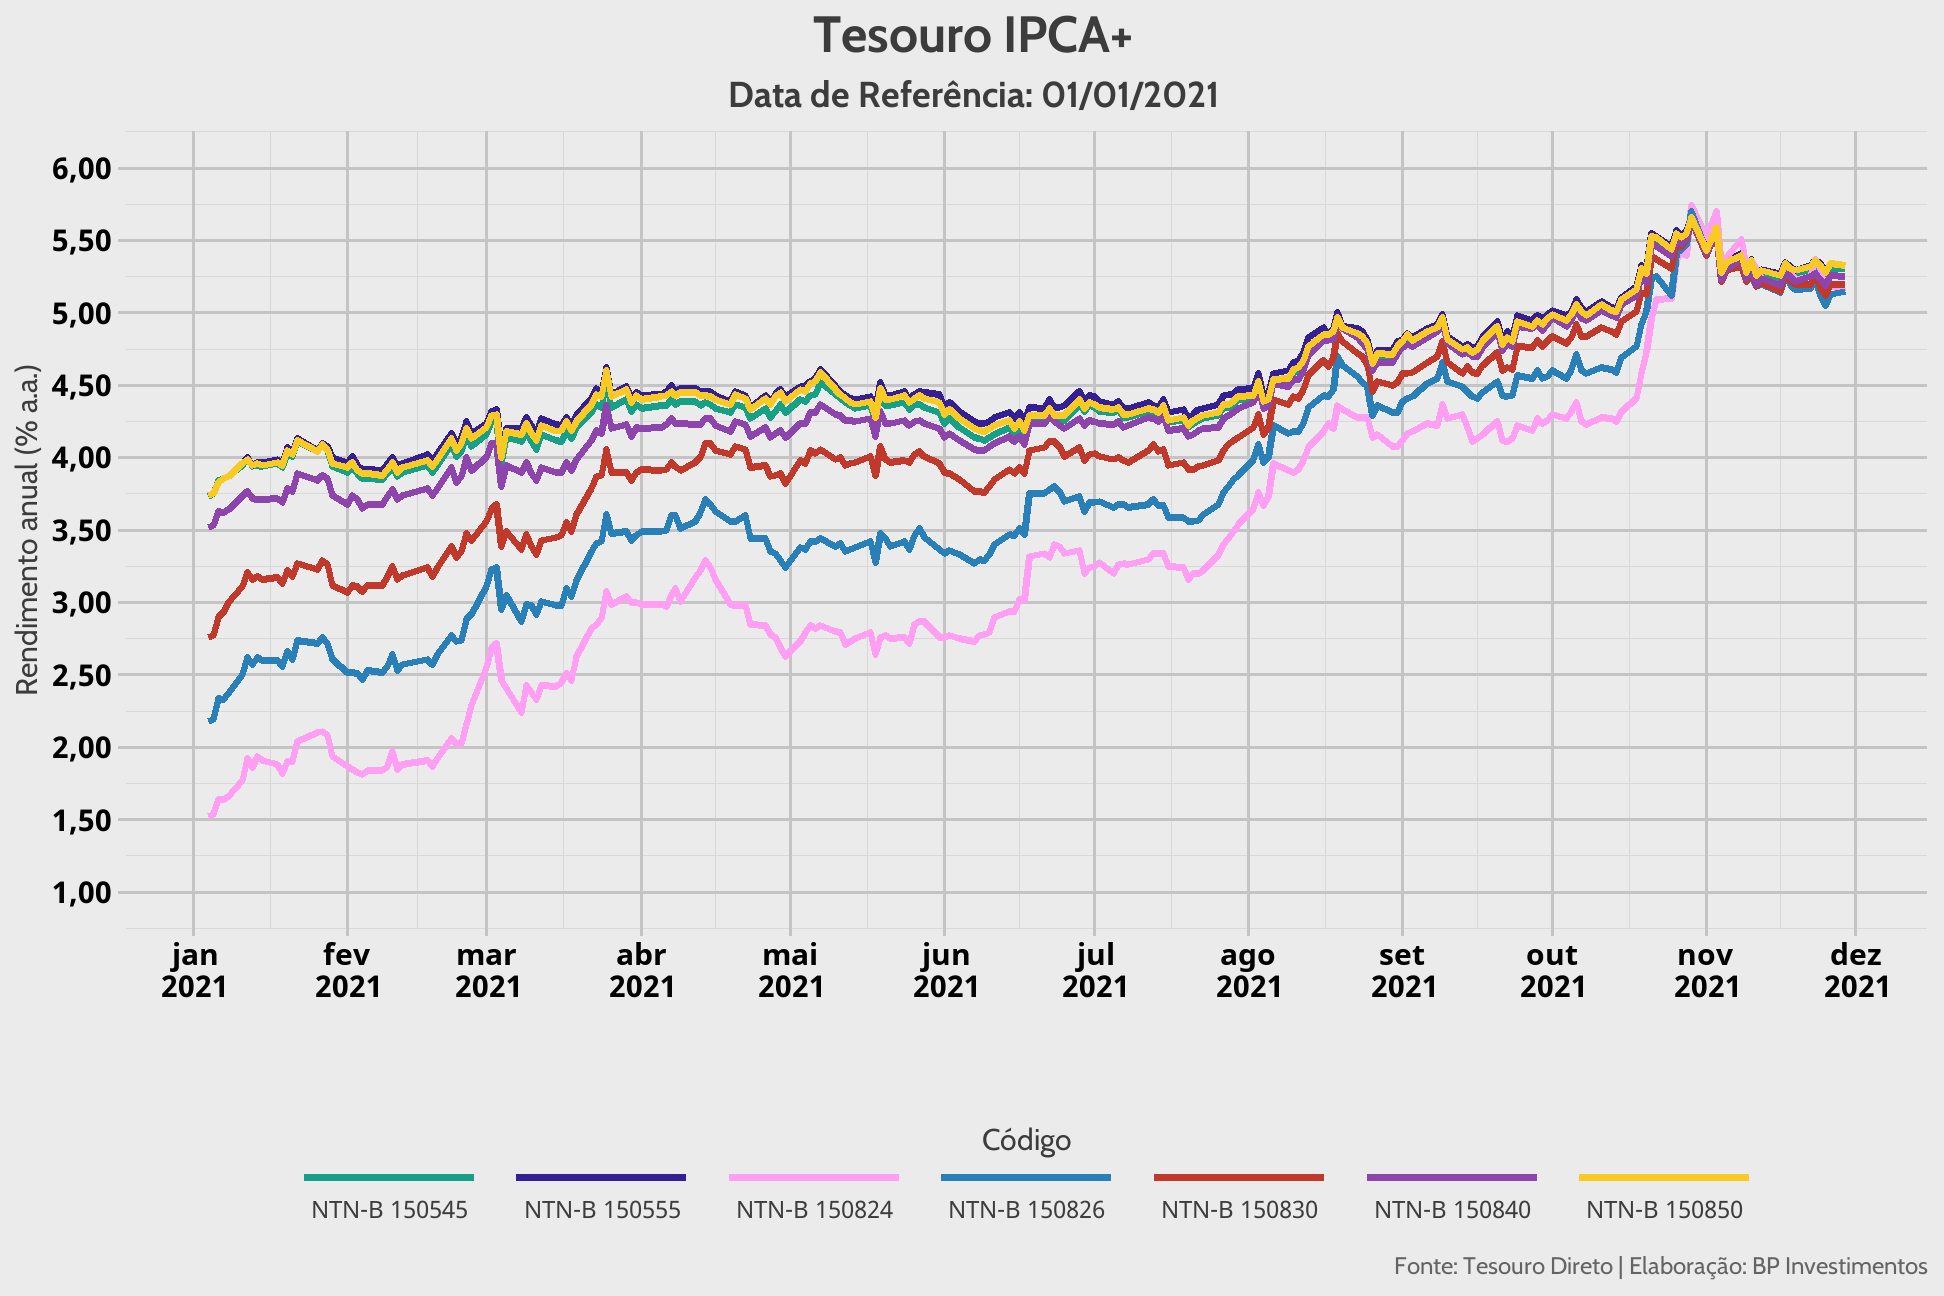 Tesouro IPCA+
Data de Referência: 01/01/2021
Rendimento anual (% a.a.)
6,00
5,50
5,00
4,50
4,00
3,50
3,00
2,50
2,00
1,50
1,00
jan fev mar abr mai jun jul ago set out nov dez
2021 2021 2021 2021 2021 2021 2021 2021 2021 2021 2021 2021
Código
NTN-B 150545 NTN-B 150555 NTN-B 150824 NTN-B 150826 NTN-B 150830 NTN-B 150840 NTN-B 150850
Fonte: Tesouro Direto | Elaboração: BP Investimentos